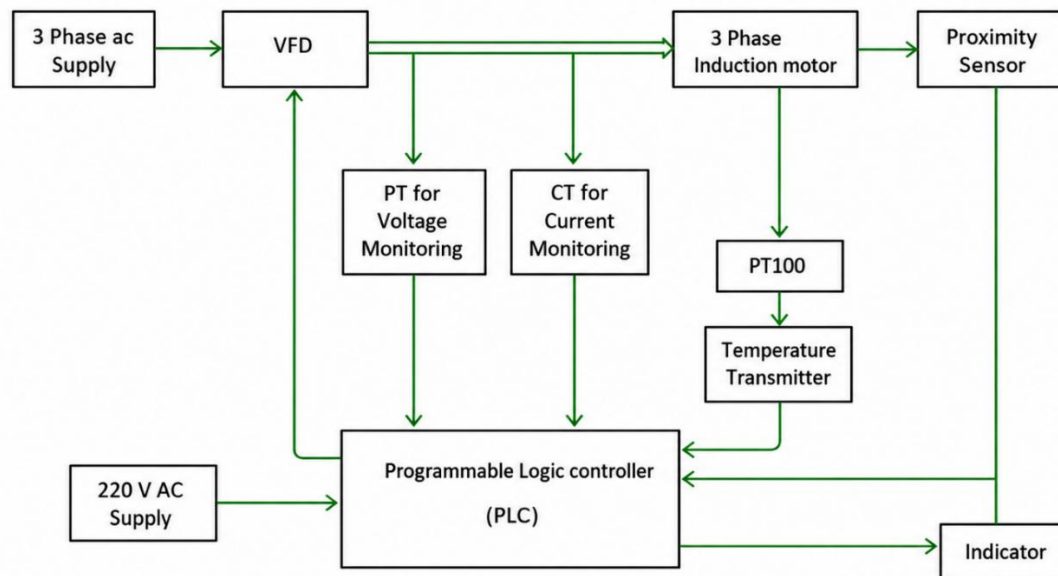 3 Phase ac
Supply
VFD
3 Phase
Induction motor
Proximity
Sensor
PT for
Voltage
Monitoring
CT for
Current
Monitoring
PT100
Temperature
Transmitter
Programmable Logic controller
(PLC)
220 V AC
Supply
Indicator